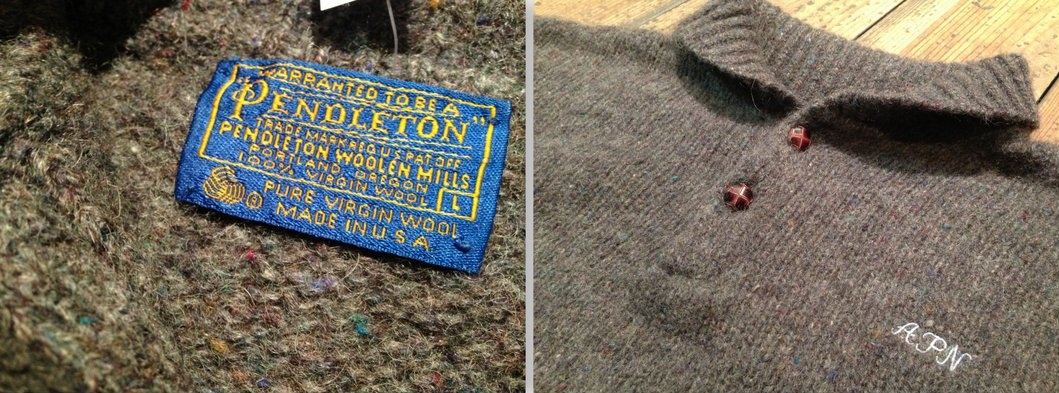 WARRANTED TO BE A
"PENDLETON"
TRADE MARK REG U S PAT OFF
PENDLETON WOOLEN MILLS
PORTLAND, OREGON
100% VIRGIN WOOL
L
R
PURE VIRGIN WOOL
MADE IN U S A
APN